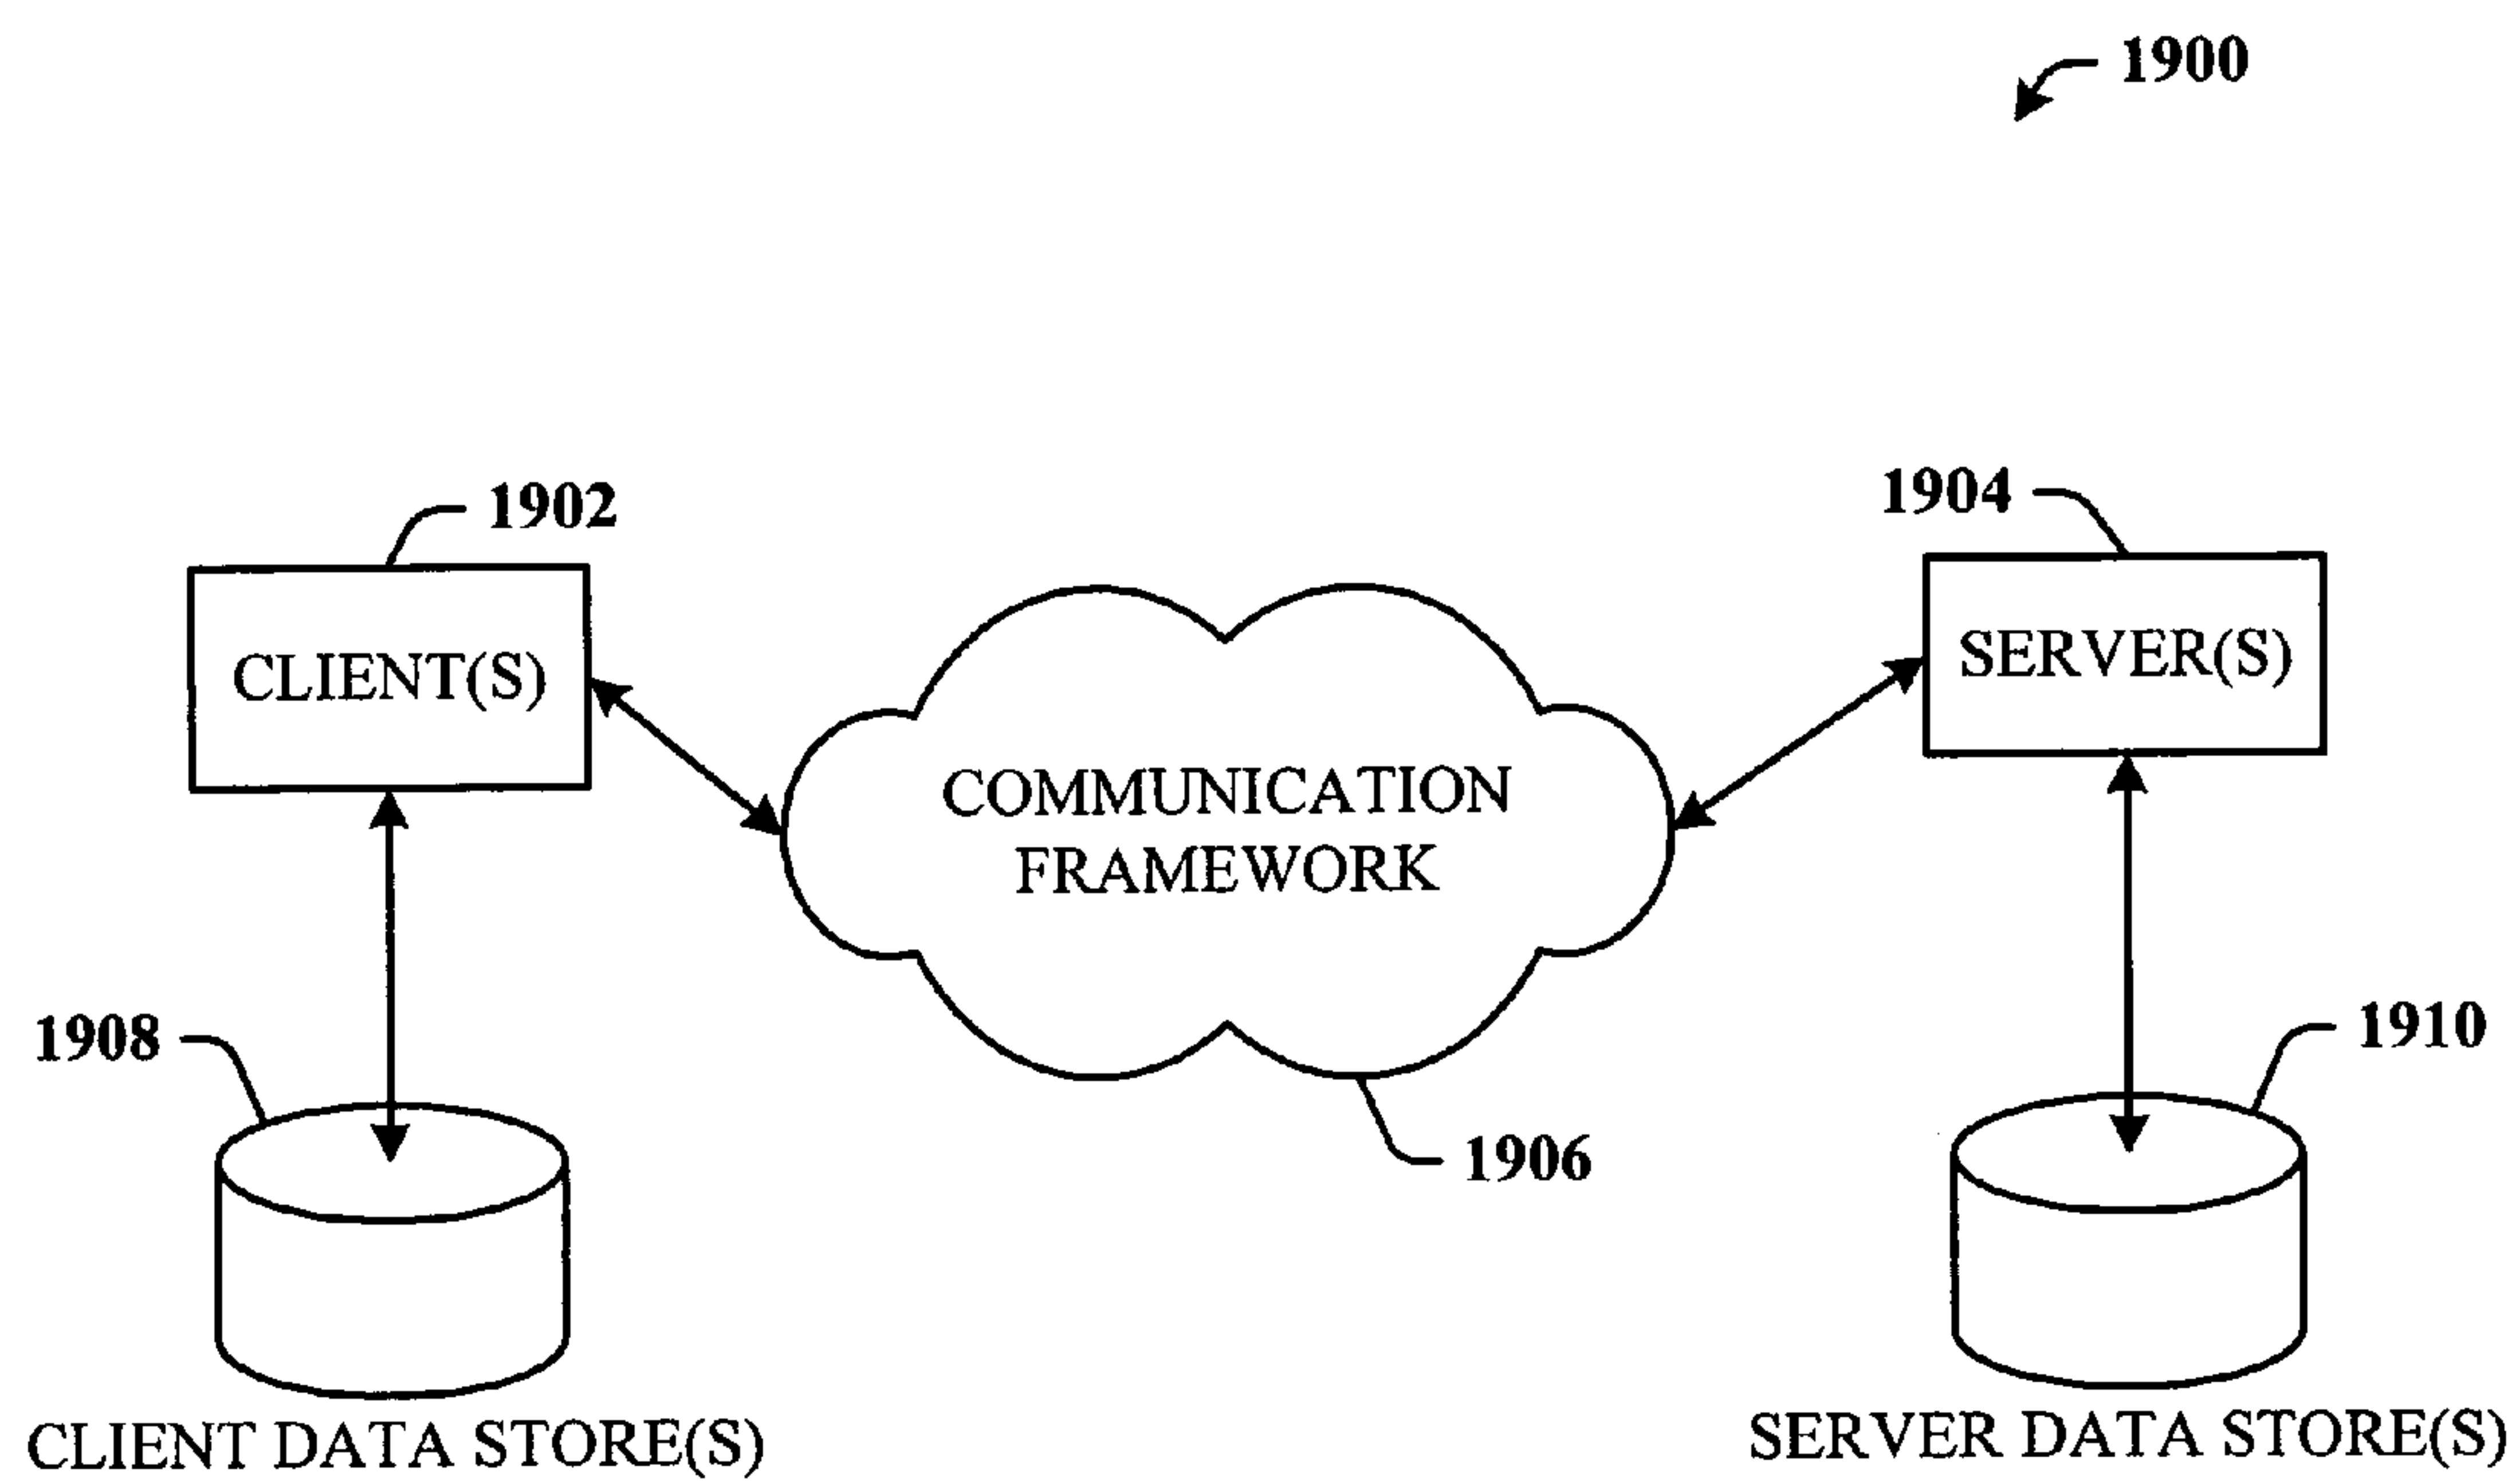 1900
1902
1904
CLIENT(S)
SERVER(S)
COMMUNICATION
FRAMEWORK
1908
1910
1906
CLIENT DATA STORE(S)
SERVER DATA STORE(S)